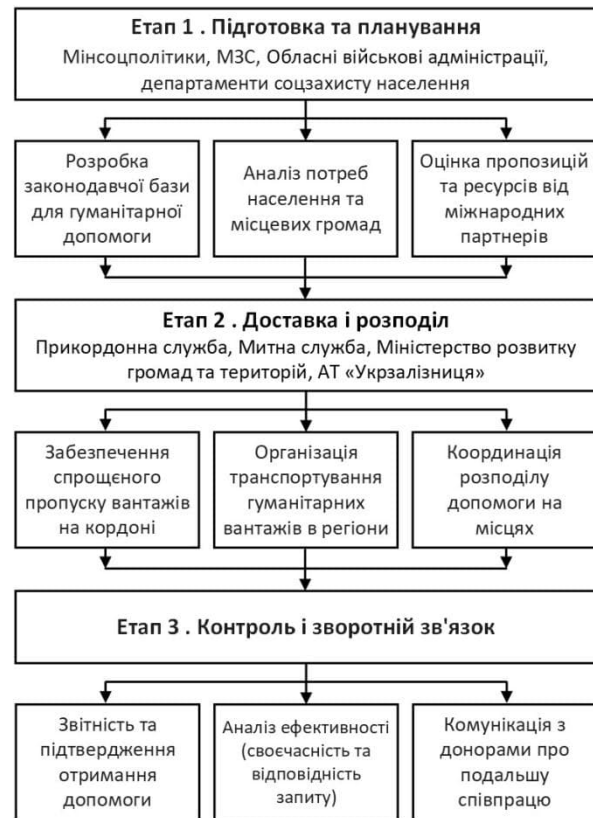 Етап 1 . Підготовка та планування
Мінсоцполітики, МЗС, Обласні військові адміністрації,
департаменти соцзахисту населення
Розробка
законодавчої бази
для гуманітарної
допомоги
Аналіз потреб
населення та
місцевих громад
Оцінка пропозицій
та ресурсів від
міжнародних
партнерів
Етап 2 . Доставка і розподіл
Прикордонна служба, Митна служба, Міністерство розвитку
громад та територій, АТ «Укрзалізниця»
Забезпечення
спрощєного
пропуску вантажів
на кордоні
Організація
транспортування
гуманітарних
вантажів в регіони
Координація
розподілу
допомоги на
місцях
Етап 3 . Контроль і зворотній зв'язок
Звітність та
підтвердження
отримання
допомоги
Аналіз ефективності
(своєчасність та
відповідність
запиту)
Комунікація з
донорами про
подальшу
співпрацю